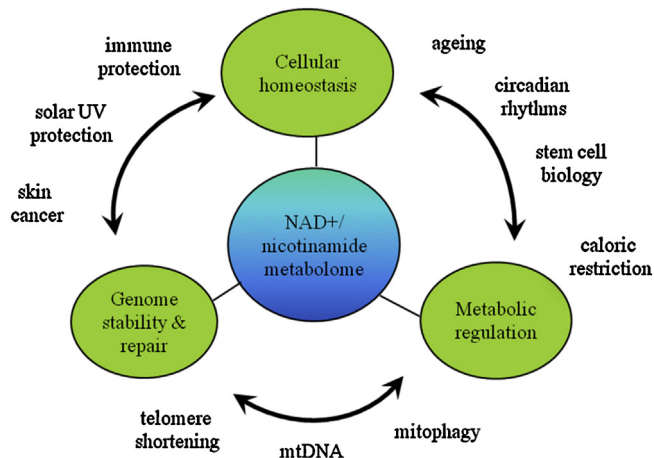 immune
protection
Cellular
homeostasis
ageing
circadian
rhythms
solar UV
protection
stem cell
biology
skin
cancer
NAD+/
nicotinamide
metabolome
caloric
restriction
Genome
stability &
repair
Metabolic
regulation
telomere
shortening
mtDNA
mitophagy